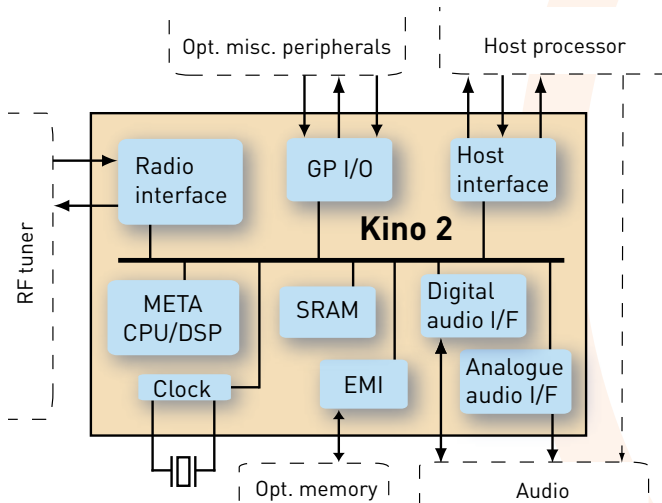 Opt. misc. peripherals
Host processor
RF tuner
Radio
interface
GP I/O
Host
interface
Kino 2
META
CPU/DSP
SRAM
Digital
audio I/F
Clock
EMI
Analogue
audio I/F
Opt. memory
Audio